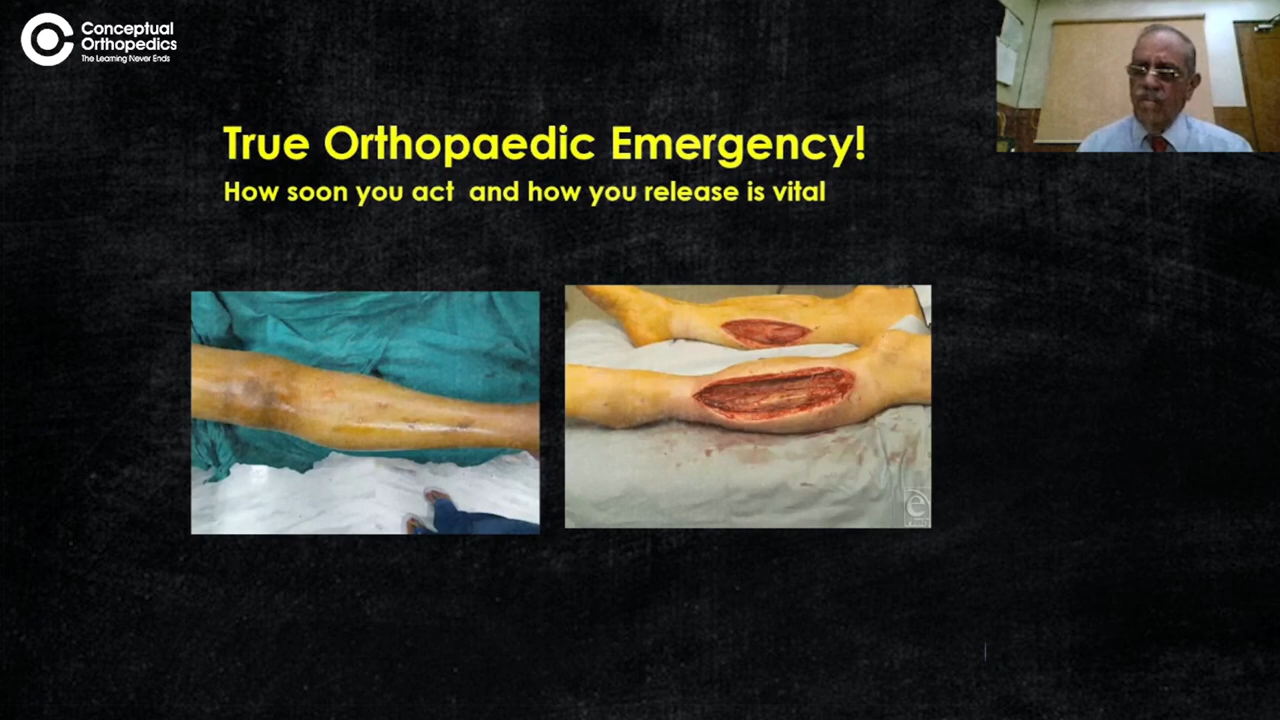 Conceptual
Orthopedics
The Learning Never Ends
True Orthopaedic Emergency!
How soon you act  and how you release is vital